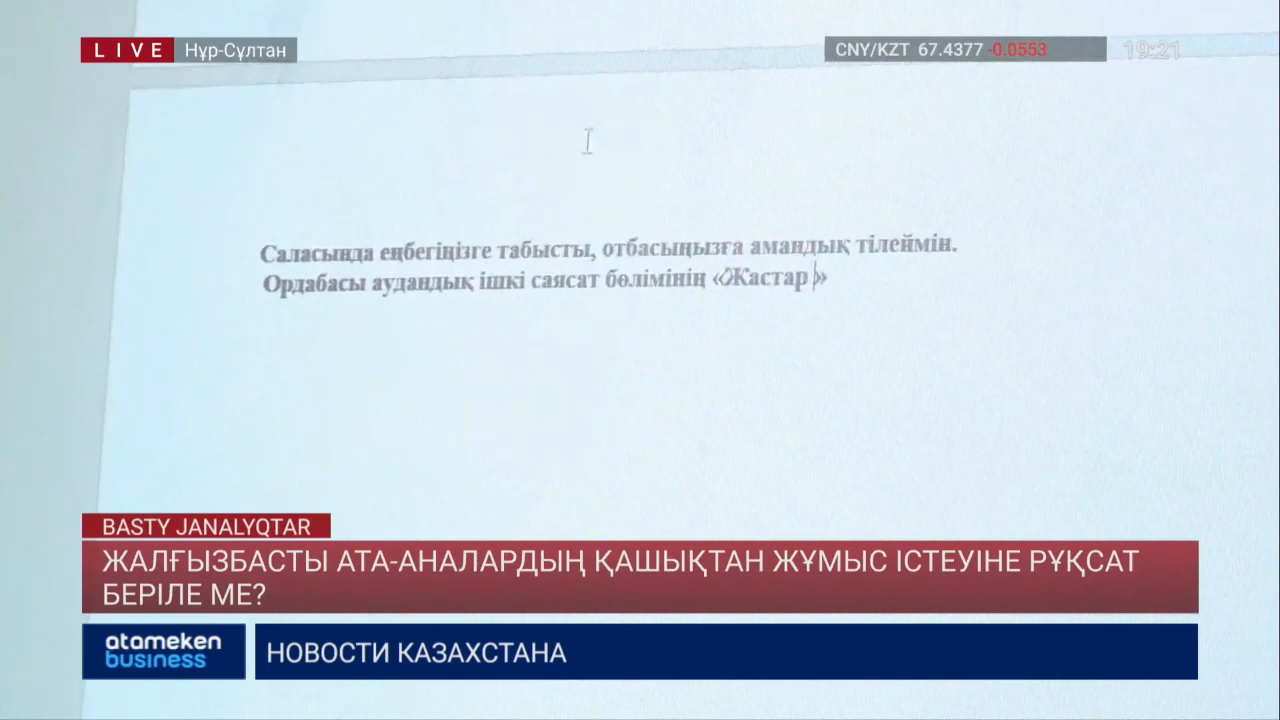 LIVE Нұр-Сұлтан
CNY/KZT 67.4377 -0.0553 19:21
Саласында еңбегіңізге табысты, отбасыңызға амандық тілеймін.
Ордабасы аудандық ішкі саясат бөлімінің «Жастар »
BASTY JANALYQTAR
ЖАЛҒЫЗБАСТЫ АТА-АНАЛАРДЫҢ ҚАШЫҚТАН ЖҰМЫС ІСТЕУІНЕ РҰҚСАТ
БЕРІЛЕ МЕ?
atameken
business
НОВОСТИ КАЗАХСТАНА